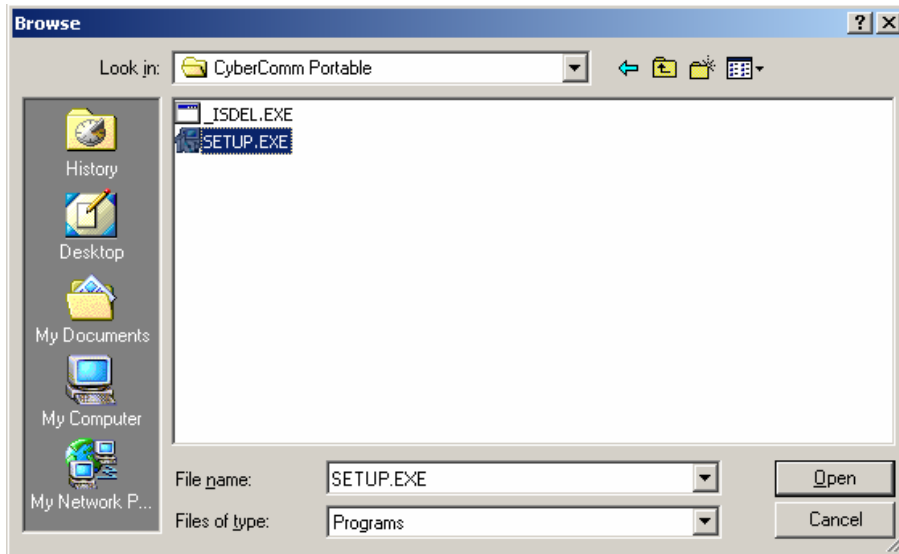 Browse
Look in: CyberComm Portable
_ISDEL.EXE
SETUP.EXE
History
Desktop
My Documents
My Computer
My Network P...
File name: SETUP.EXE Open
Files of type: Programs Cancel